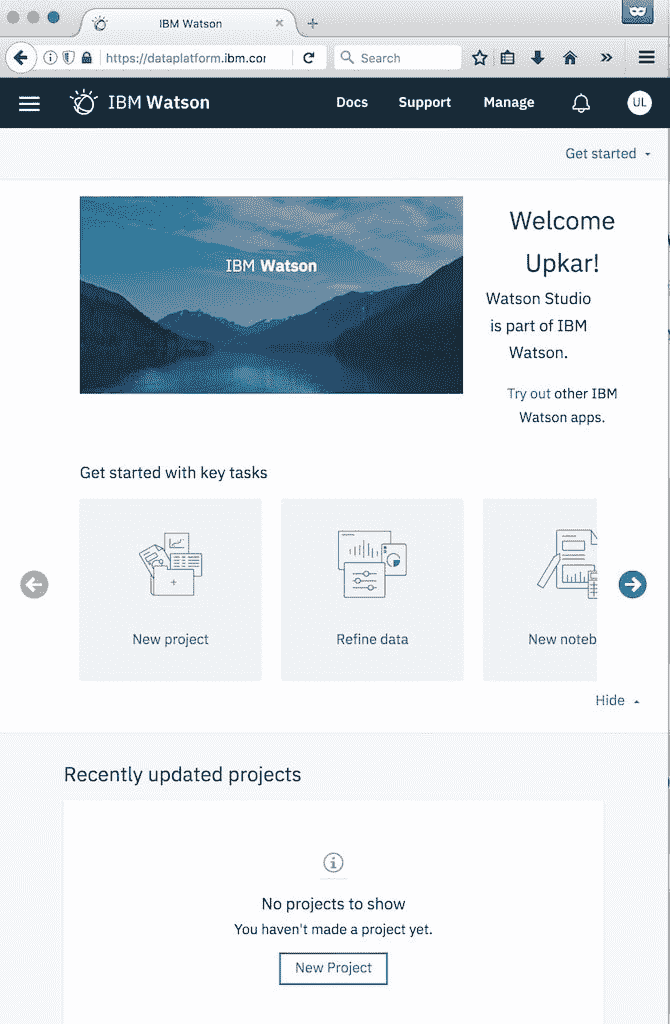 IBM Watson
https://dataplatform.ibm.cor
Search
IBM Watson
Docs
Support
Manage
UL
Get started
IBM Watson
Welcome
Upkar!
Watson Studio
is part of IBM
Watson.
Try out other IBM
Watson apps.
Get started with key tasks
New project
Refine data
New noteb
Hide
Recently updated projects
No projects to show
You haven't made a project yet.
New Project